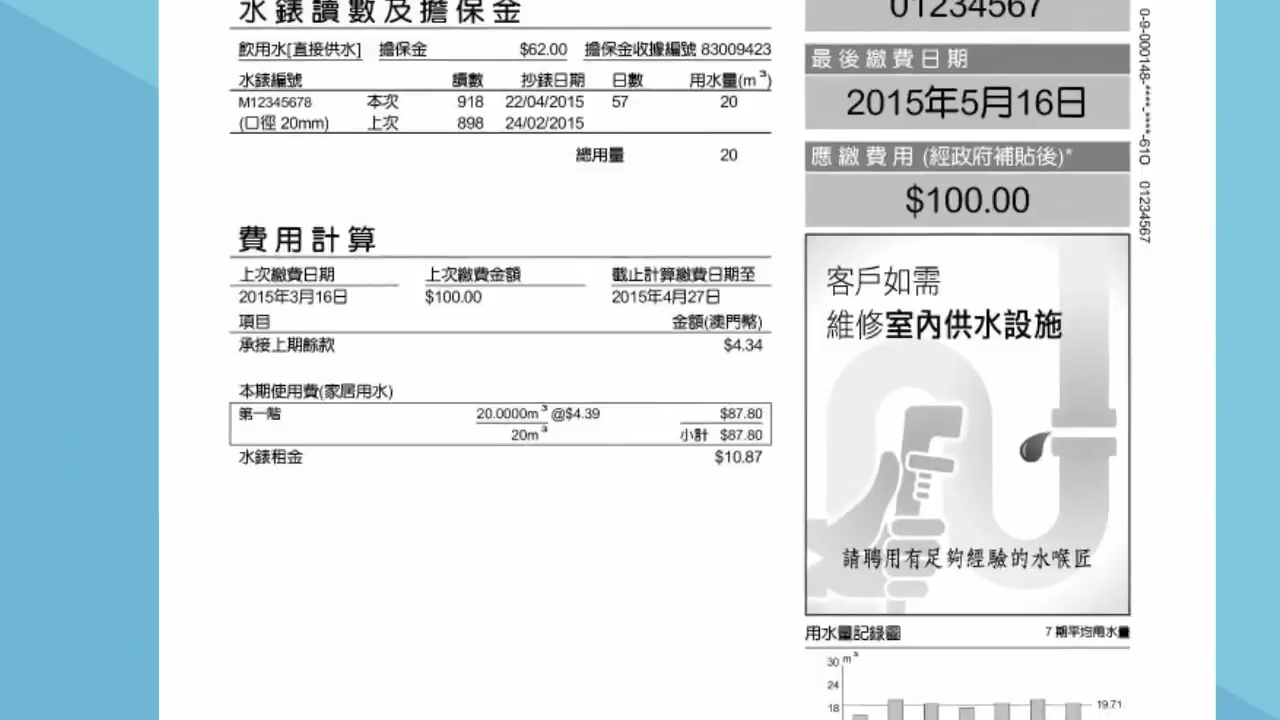 水錶讀數及擔保金
飲用水[直接供水] 擔保金 $62.00 擔保金收據編號 83009423
水錶編號 讀數 抄錶日期 日數 用水量(m³)
M12345678 本次 918 22/04/2015 57 20
(口徑 20mm) 上次 898 24/02/2015
總用量 20
費用計算
上次繳費日期 上次繳費金額 截止計算繳費日期至
2015年3月16日 $100.00 2015年4月27日
項目 金額(澳門幣)
承接上期餘款 $4.34
本期使用費(家居用水)
第一階 20.0000m³ @$4.39 $87.80
20m³ 小計 $87.80
水錶租金 $10.87
01234567
最後繳費日期
2015年5月16日
應繳費用 (經政府補貼後)*
$100.00
0-9-000148-****-****-610 01234567
客戶如需
維修室內供水設施
請聘用有足夠經驗的水喉匠
用水量記錄圖 7 期平均用水量
30 m³
24
18
19.71